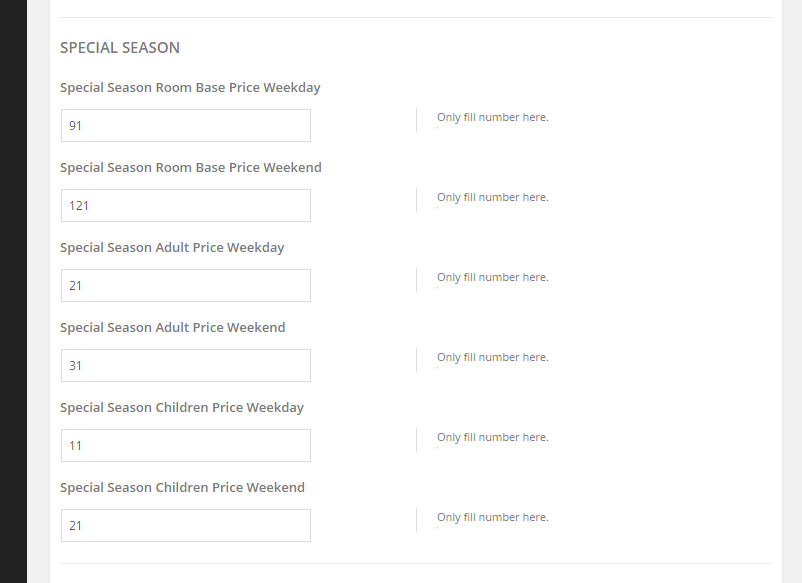 SPECIAL SEASON
Special Season Room Base Price Weekday
91
Only fill number here.
Special Season Room Base Price Weekend
121
Only fill number here.
Special Season Adult Price Weekday
21
Only fill number here.
Special Season Adult Price Weekend
31
Only fill number here.
Special Season Children Price Weekday
11
Only fill number here.
Special Season Children Price Weekend
21
Only fill number here.